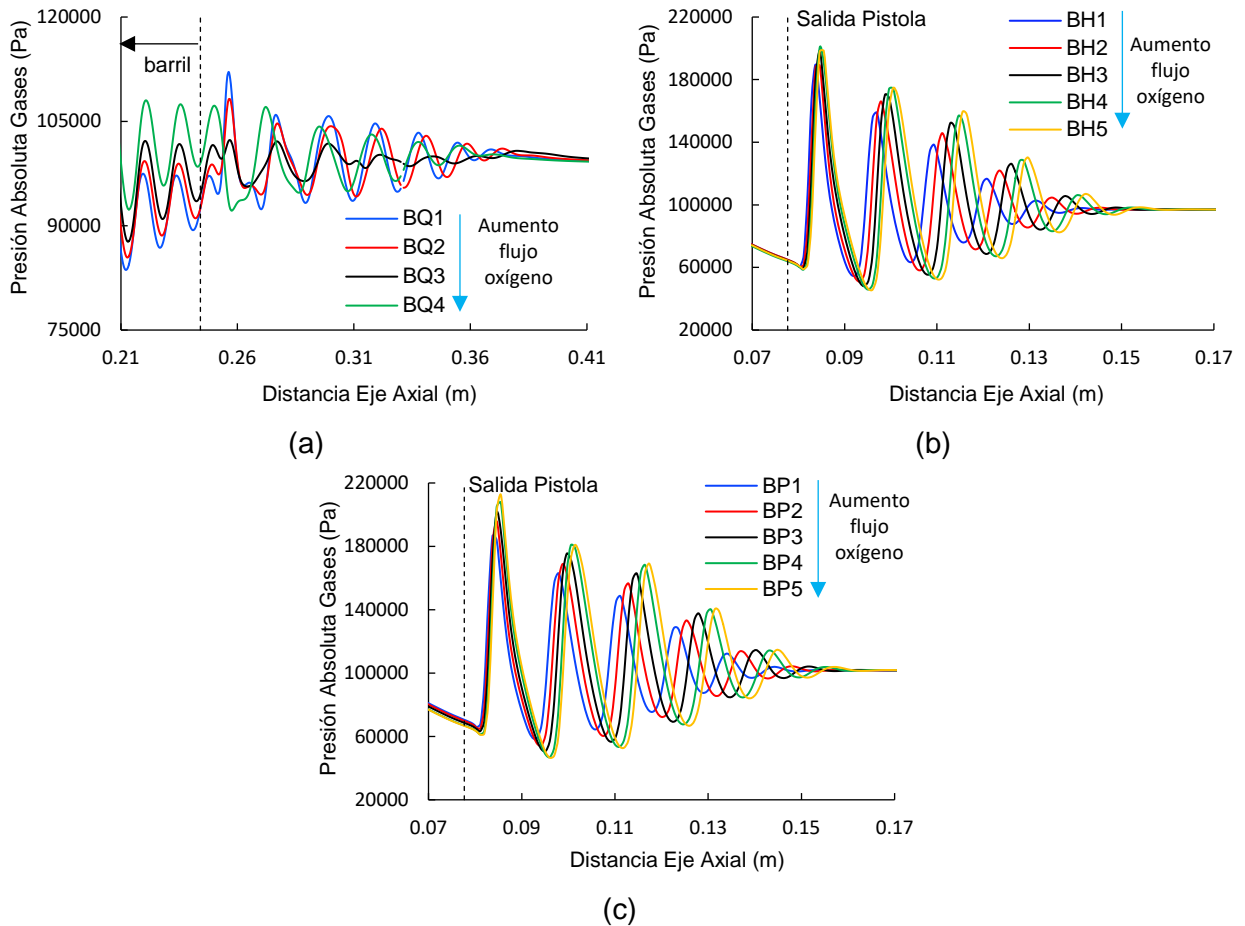 120000
105000
90000
75000
Presión Absoluta Gases (Pa)
barril
BQ1
BQ2
BQ3
BQ4
Aumento
flujo
oxígeno
0.21
0.26
0.31
0.36
0.41
Distancia Eje Axial (m)
(a)
220000
180000
140000
100000
60000
20000
Presión Absoluta Gases (Pa)
Salida Pistola
BH1
BH2
BH3
BH4
BH5
Aumento
flujo
oxígeno
0.07
0.09
0.11
0.13
0.15
0.17
Distancia Eje Axial (m)
(b)
220000
180000
140000
100000
60000
20000
Presión Absoluta Gases (Pa)
Salida Pistola
BP1
BP2
BP3
BP4
BP5
Aumento
flujo
oxígeno
0.07
0.09
0.11
0.13
0.15
0.17
Distancia Eje Axial (m)
(c)